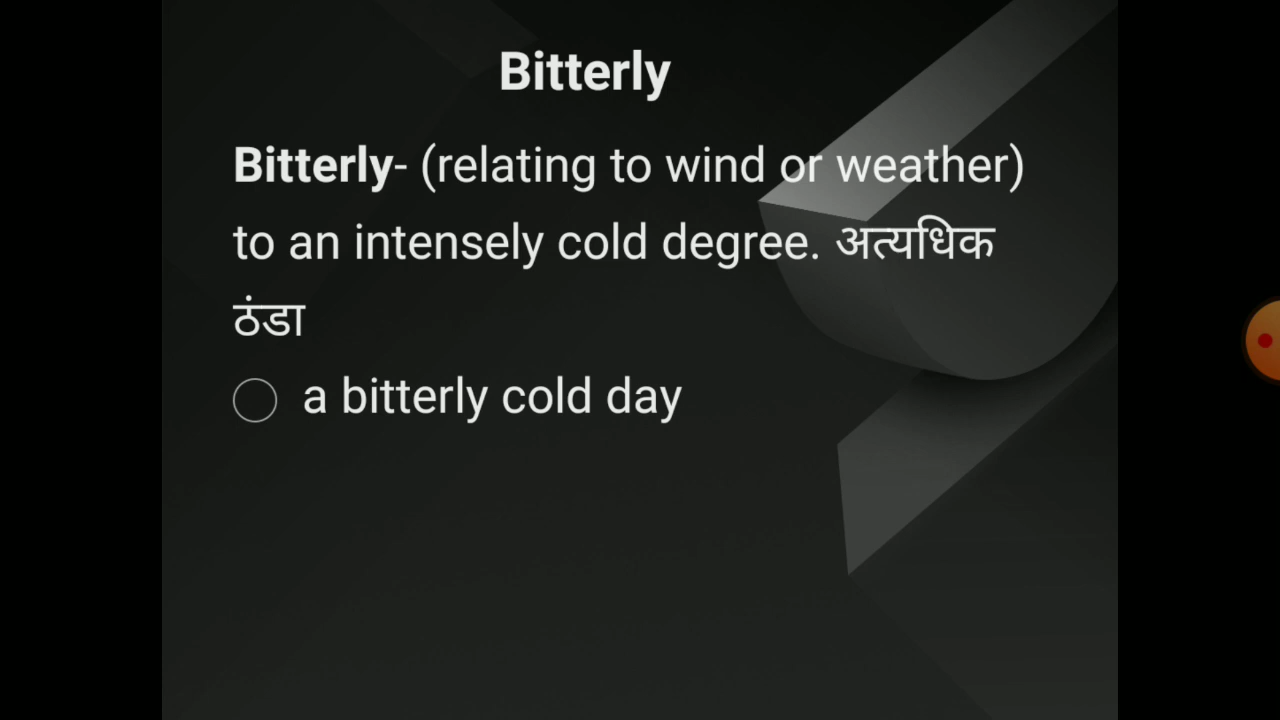 Bitterly
Bitterly- (relating to wind or weather)
to an intensely cold degree. अत्यधिक
ठंडा
a bitterly cold day